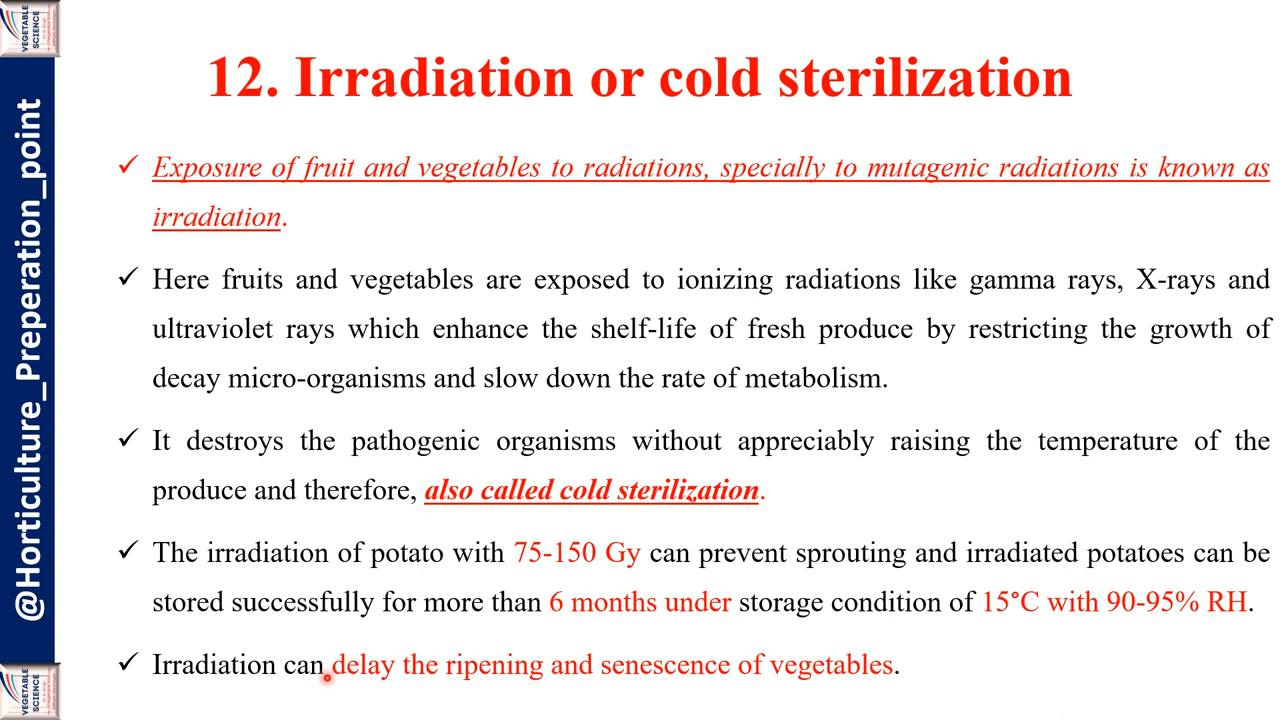 VEGETABLE
SCIENCE
12. Irradiation or cold sterilization
@Horticulture_Preperation_point
✓ Exposure of fruit and vegetables to radiations, specially to mutagenic radiations is known as
irradiation.
✓ Here fruits and vegetables are exposed to ionizing radiations like gamma rays, X-rays and
ultraviolet rays which enhance the shelf-life of fresh produce by restricting the growth of
decay micro-organisms and slow down the rate of metabolism.
✓ It destroys the pathogenic organisms without appreciably raising the temperature of the
produce and therefore, also called cold sterilization.
✓ The irradiation of potato with 75-150 Gy can prevent sprouting and irradiated potatoes can be
stored successfully for more than 6 months under storage condition of 15°C with 90-95% RH.
✓ Irradiation can delay the ripening and senescence of vegetables.
VEGETABLE
SCIENCE